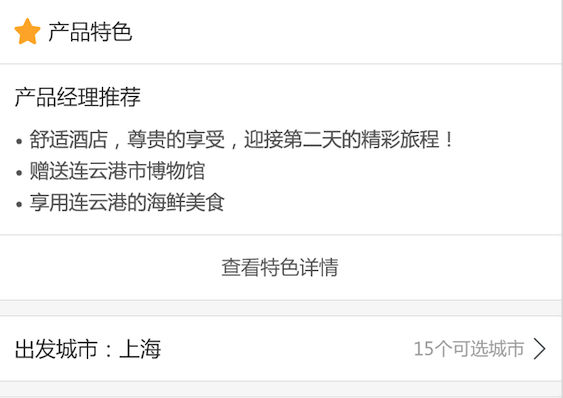 产品特色
产品经理推荐
• 舒适酒店，尊贵的享受，迎接第二天的精彩旅程！
• 赠送连云港市博物馆
• 享用连云港的海鲜美食
查看特色详情
出发城市：上海 15个可选城市